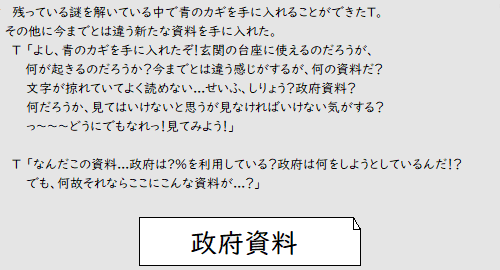 残っている謎を解いている中で青のカギを手に入れることができたT。
その他に今までとは違う新たな資料を手に入れた。
T「よし、青のカギを手に入れたぞ!玄関の台座に使えるのだろうが、
何が起きるのだろうか?今までとは違う感じがするが、何の資料だ?
文字が掠れていてよく読めない…せいふ、しりょう?政府資料?
何だろうか、見てはいけないと思うが見なければいけない気がする?
っ～～～どうにでもなれっ!見てみよう!」
T「なんだこの資料…政府は?%を利用している?政府は何をしようとしているんだ!?
でも、何故それならここにこんな資料が…?」
政府資料